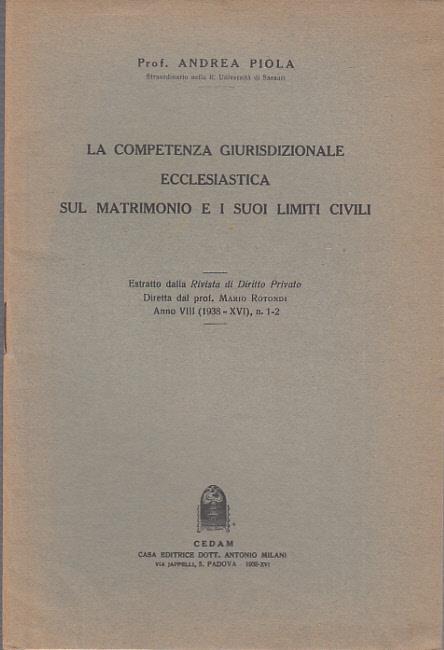 Prof. ANDREA PIOLA
Straordinario nella R. Università di Sassari
LA COMPETENZA GIURISDIZIONALE
ECCLESIASTICA
SUL MATRIMONIO E I SUOI LIMITI CIVILI
Estratto dalla Rivista di Diritto Privato
Diretta dal prof. MARIO ROTONDI
Anno VIII (1938 - XVI), n. 1-2
CEDAM
CASA EDITRICE DOTT. ANTONIO MILANI
VIA JAPPELLI, 5. PADOVA - 1938-XVI